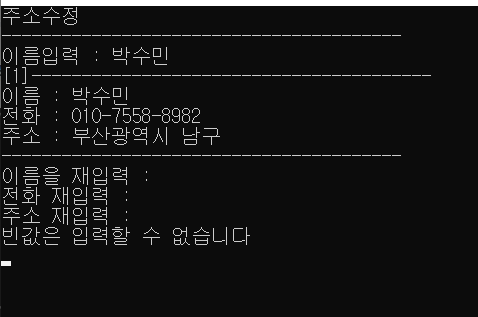 주소수정
----------------------------------------
이름입력 : 박수민
[1]----------------------------------------
이름 : 박수민
전화 : 010-7558-8982
주소 : 부산광역시 남구
----------------------------------------
이름을 재입력 :
전화 재입력 :
주소 재입력 :
빈값은 입력할 수 없습니다